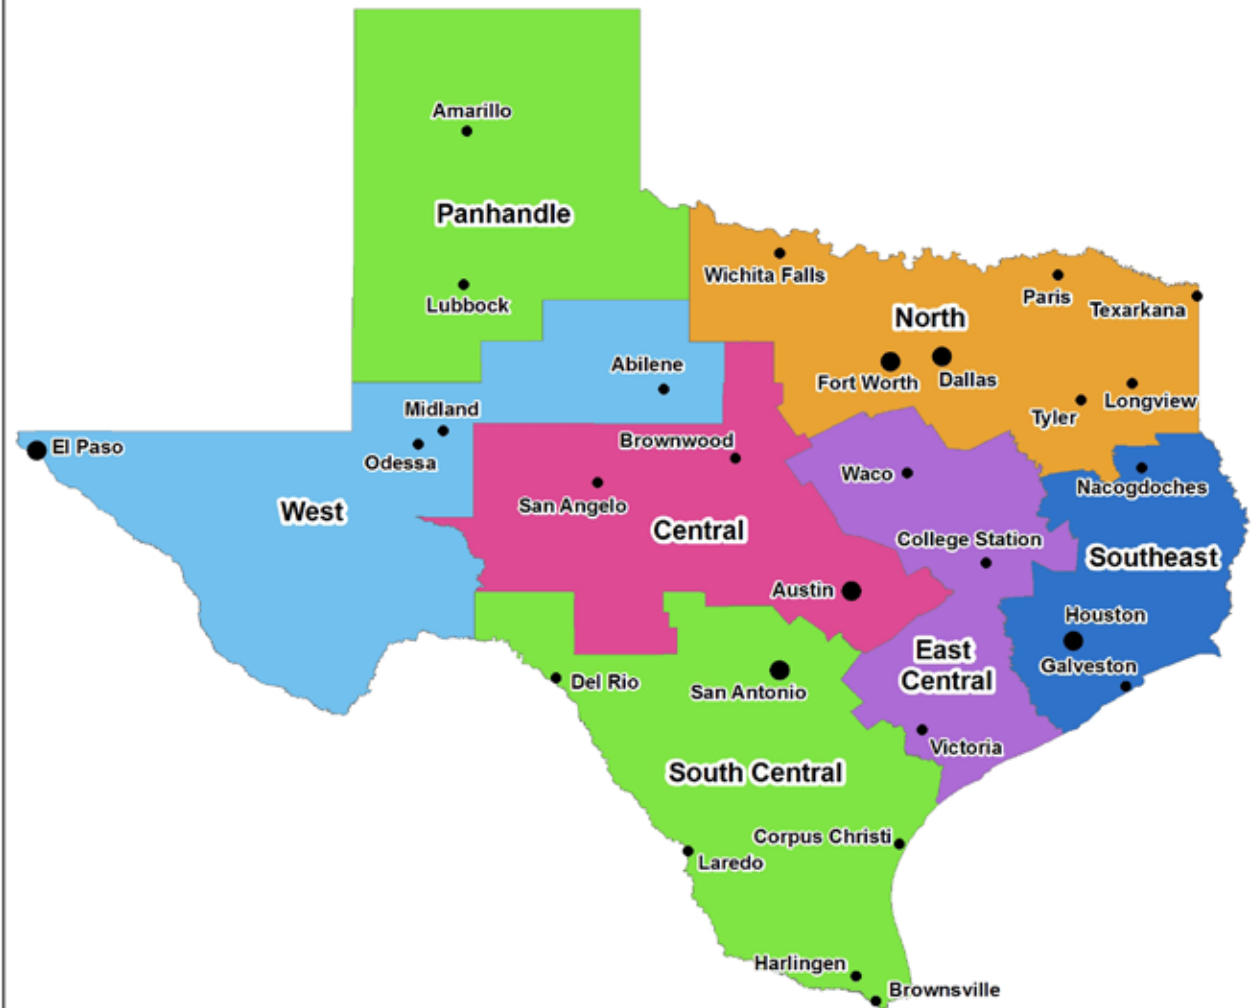 Amarillo
Panhandle
Lubbock
Wichita Falls
Paris
Texarkana
North
Fort Worth
Dallas
Longview
Tyler
Abilene
Midland
Odessa
El Paso
West
Brownwood
San Angelo
Central
Austin
Waco
College Station
Nacogdoches
Southeast
Houston
Galveston
East
Central
Victoria
Del Rio
San Antonio
South Central
Corpus Christi
Laredo
Harlingen
Brownsville